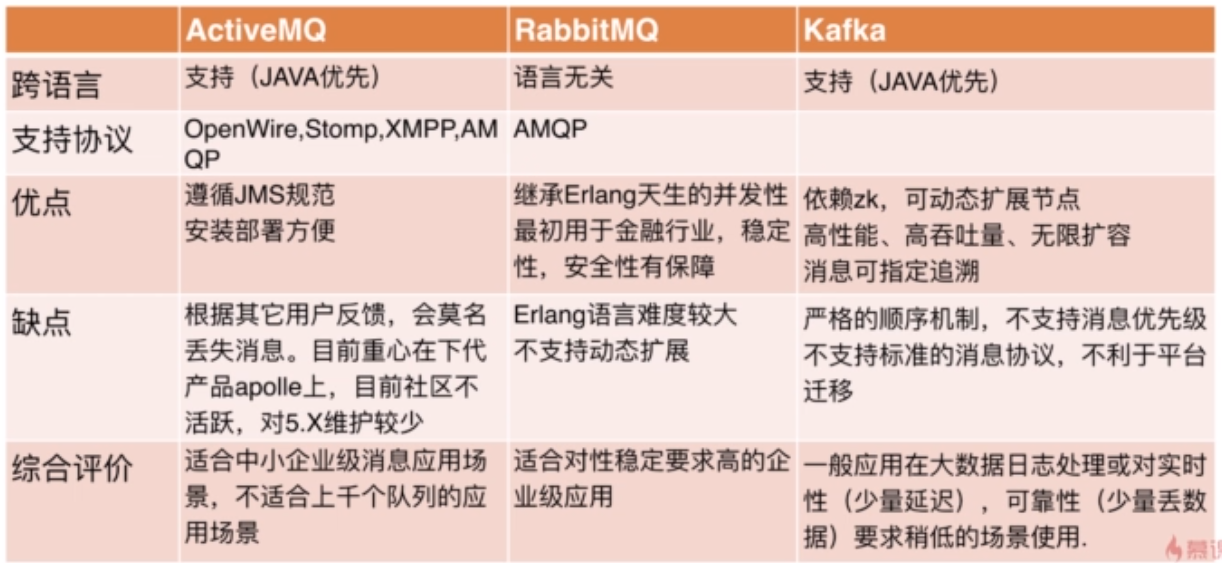 ActiveMQ RabbitMQ Kafka
跨语言 支持（JAVA优先） 语言无关 支持（JAVA优先）
支持协议 OpenWire,Stomp,XMPP,AM AMQP
QP
优点
遵循JMS规范
安装部署方便
继承Erlang天生的并发性
最初用于金融行业，稳定
性，安全性有保障
依赖zk，可动态扩展节点
高性能、高吞吐量、无限扩容
消息可指定追溯
缺点
根据其它用户反馈，会莫名
丢失消息。目前重心在下代
产品apolle上，目前社区不
活跃，对5.X维护较少
Erlang语言难度较大
不支持动态扩展
严格的顺序机制，不支持消息优先级
不支持标准的消息协议，不利于平台
迁移
综合评价
适合中小企业级消息应用场
景，不适合上千个队列的应
用场景
适合对性稳定要求高的企
业级应用
一般应用在大数据日志处理或对实时
性（少量延迟），可靠性（少量丢数
据）要求稍低的场景使用.